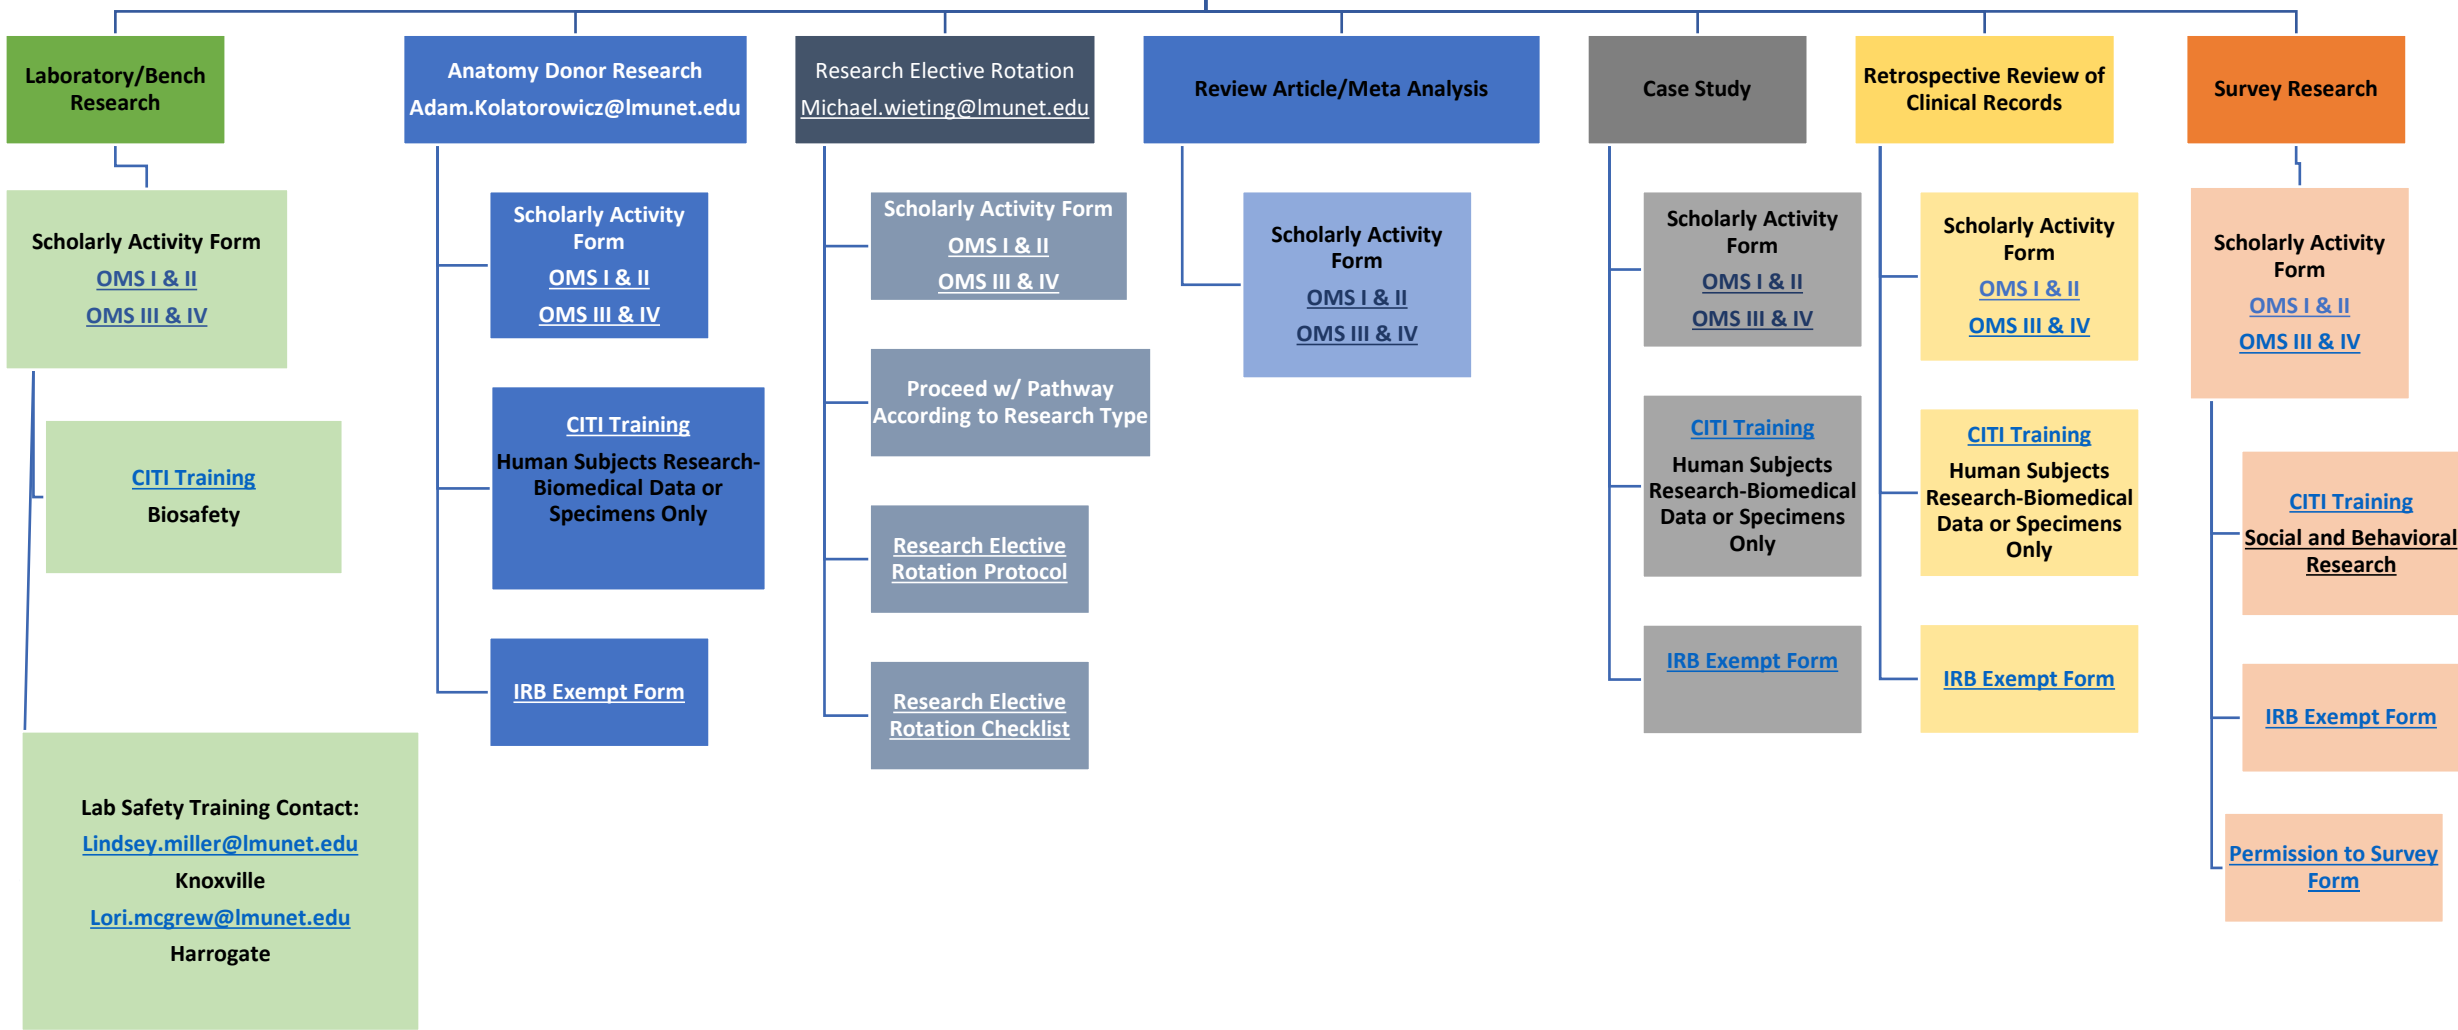 Laboratory/Bench
Research
Scholarly Activity Form
OMS I & II
OMS III & IV
CITI Training
Biosafety
Lab Safety Training Contact:
Lindsey.miller@lmunet.edu
Knoxville
Lori.mcgrew@lmunet.edu
Harrogate
Anatomy Donor Research
Adam.Kolatorowicz@lmunet.edu
Scholarly Activity
Form
OMS I & II
OMS III & IV
CITI Training
Human Subjects Research-
Biomedical Data or
Specimens Only
IRB Exempt Form
Research Elective Rotation
Michael.wieting@lmunet.edu
Scholarly Activity Form
OMS I & II
OMS III & IV
Proceed w/ Pathway
According to Research Type
Research Elective
Rotation Protocol
Research Elective
Rotation Checklist
Review Article/Meta Analysis
Scholarly Activity
Form
OMS I & II
OMS III & IV
Case Study
Scholarly Activity
Form
OMS I & II
OMS III & IV
CITI Training
Human Subjects
Research-Biomedical
Data or Specimens
Only
IRB Exempt Form
Retrospective Review of
Clinical Records
Scholarly Activity
Form
OMS I & II
OMS III & IV
CITI Training
Human Subjects
Research-Biomedical
Data or Specimens
Only
IRB Exempt Form
Survey Research
Scholarly Activity
Form
OMS I & II
OMS III & IV
CITI Training
Social and Behavioral
Research
IRB Exempt Form
Permission to Survey
Form